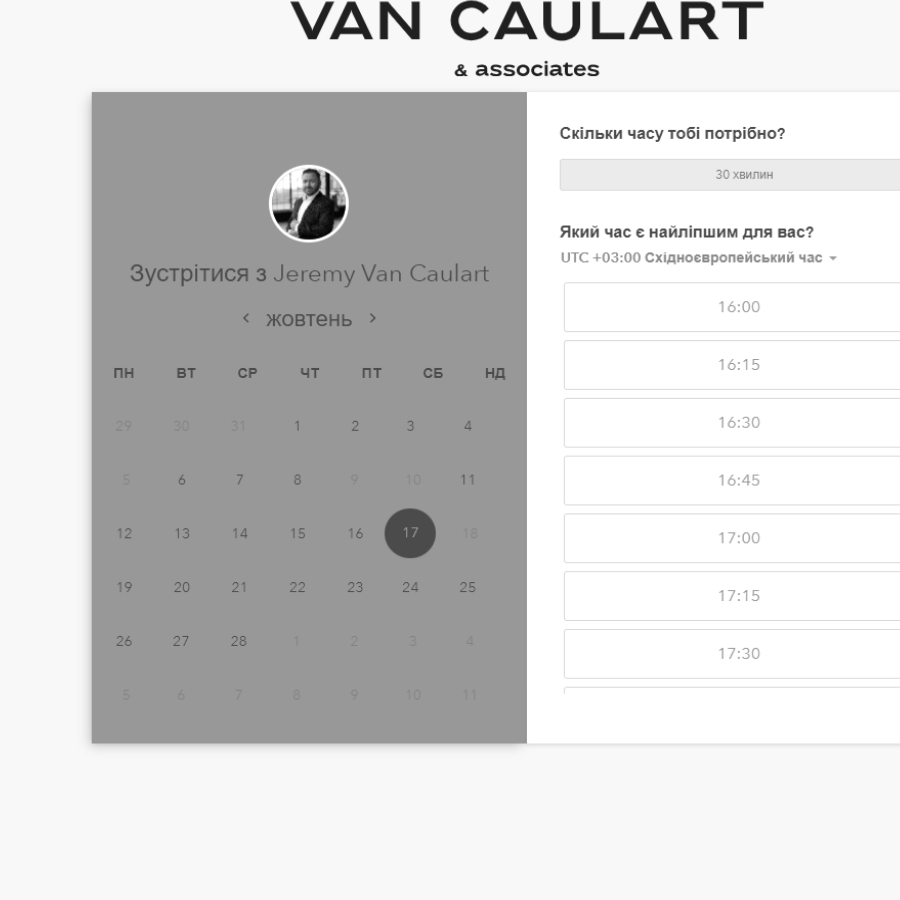 VAN CAULART
& associates
Зустрітися з Jeremy Van Caulart
жовтень
ПН ВТ СР ЧТ ПТ СБ НД
29 30 31 1 2 3 4
5 6 7 8 9 10 11
12 13 14 15 16 17 18
19 20 21 22 23 24 25
26 27 28 1 2 3 4
5 6 7 8 9 10 11
Скільки часу тобі потрібно?
30 хвилин
Який час є найліпшим для вас?
UTC +03:00 Східноєвропейський час
16:00
16:15
16:30
16:45
17:00
17:15
17:30